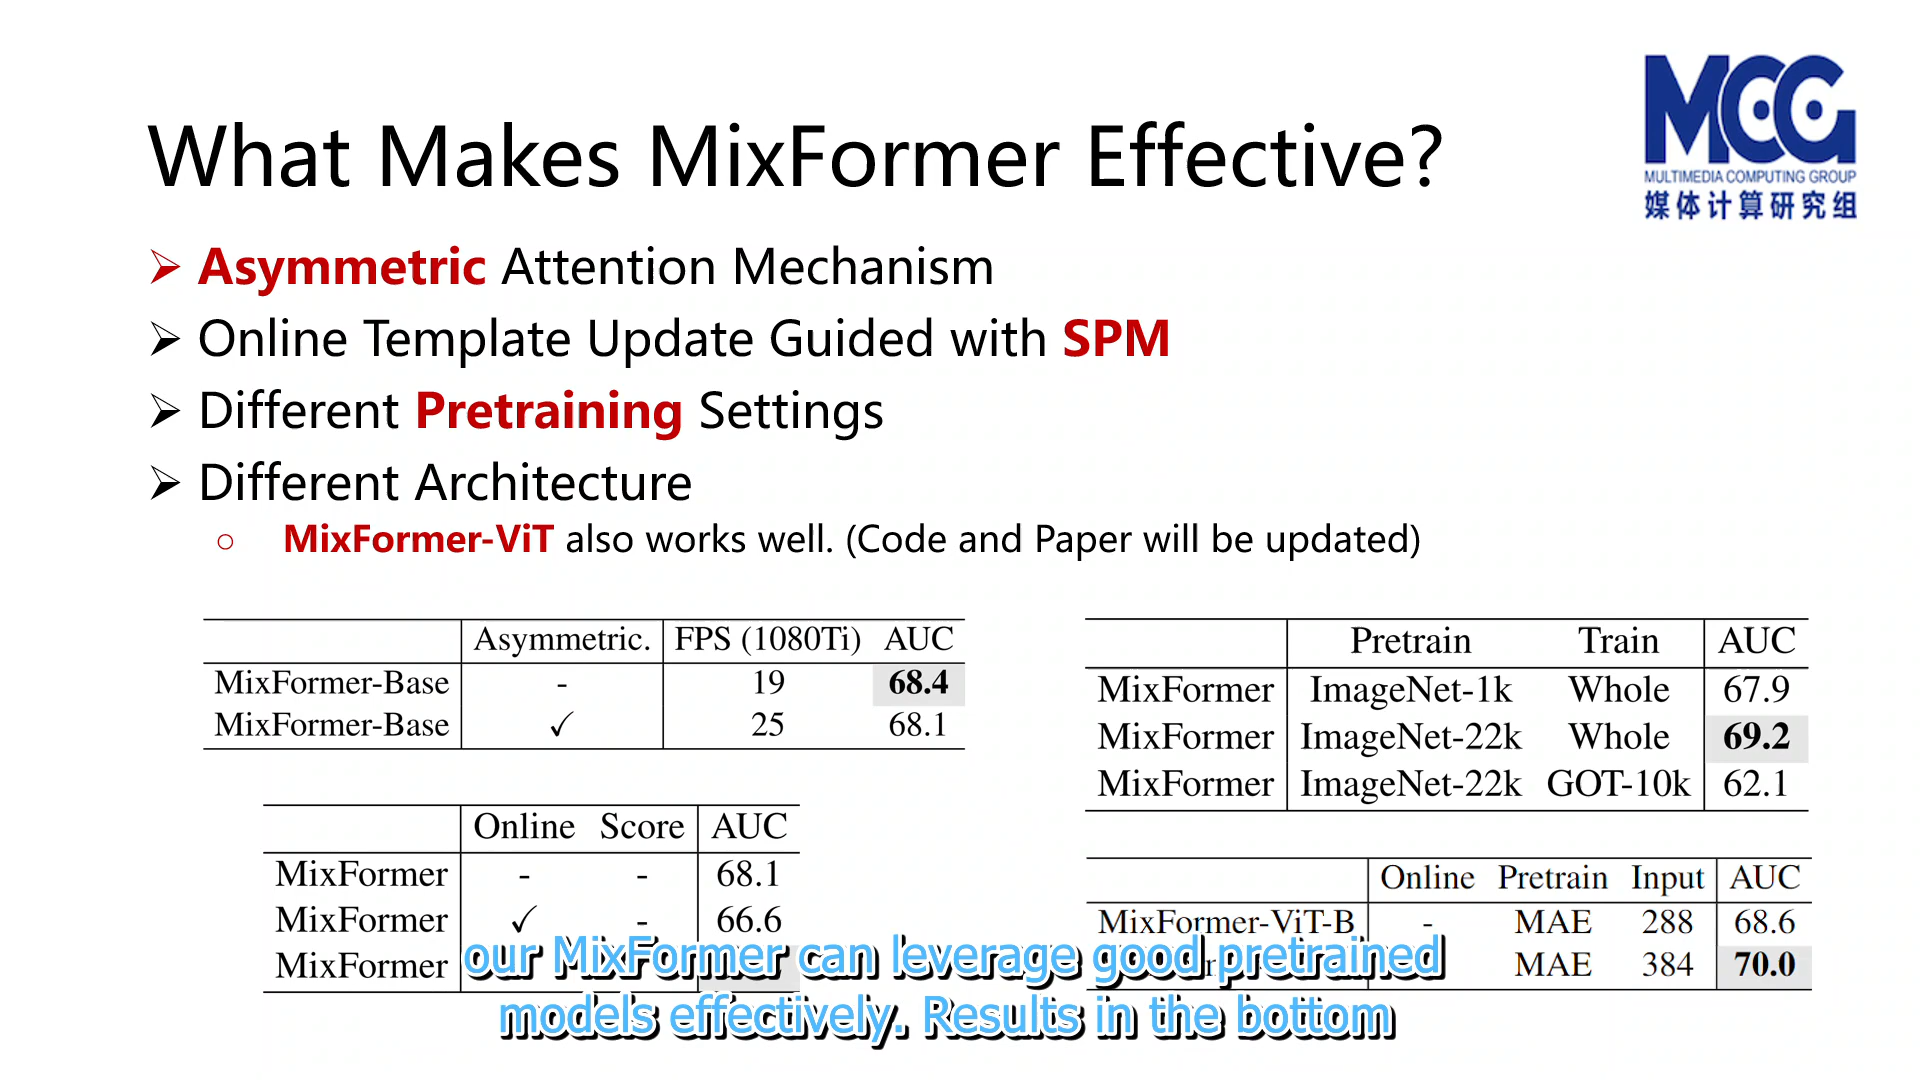 What Makes MixFormer Effective?
MCG
MULTIMEDIA COMPUTING GROUP
媒体计算研究组
➢ Asymmetric Attention Mechanism
➢ Online Template Update Guided with SPM
➢ Different Pretraining Settings
➢ Different Architecture
○ MixFormer-ViT also works well. (Code and Paper will be updated)
Asymmetric. FPS (1080Ti) AUC
MixFormer-Base - 19 68.4
MixFormer-Base ✓ 25 68.1
Online Score AUC
MixFormer - - 68.1
MixFormer ✓ - 66.6
MixFormer
Pretrain Train AUC
MixFormer ImageNet-1k Whole 67.9
MixFormer ImageNet-22k Whole 69.2
MixFormer ImageNet-22k GOT-10k 62.1
Online Pretrain Input AUC
MixFormer-ViT-B - MAE 288 68.6
MAE 384 70.0
our MixFormer can leverage good pretrained
models effectively. Results in the bottom